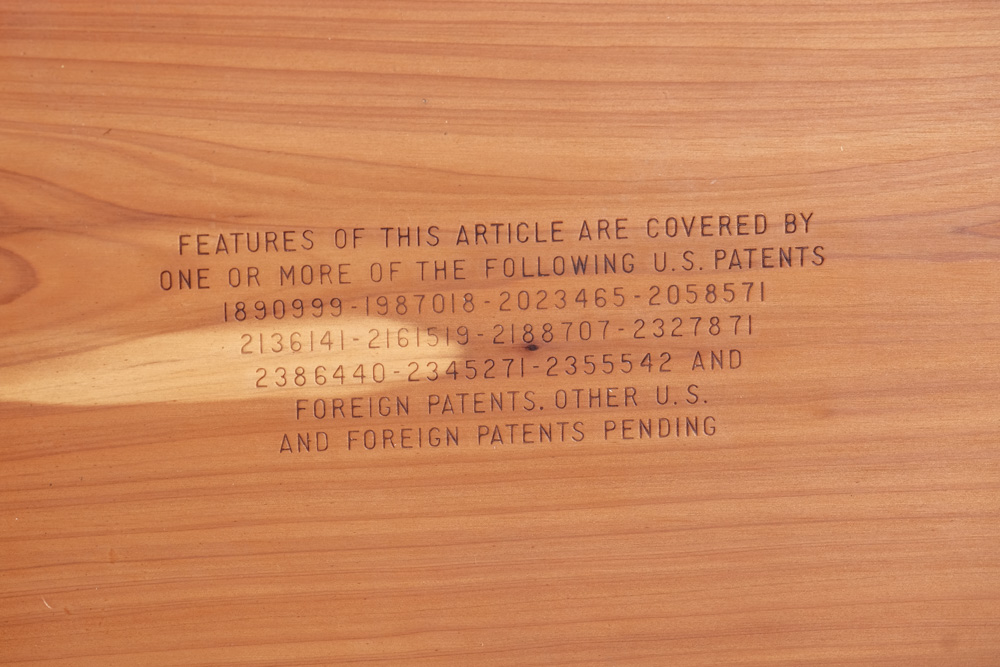 FEATURES OF THIS ARTICLE ARE COVERED BY
ONE OR MORE OF THE FOLLOWING U.S. PATENTS
1890999-1987018-2023465-2058571
2136141-2161519-2188707-2327871
2386440-2345271-2355542 AND
FOREIGN PATENTS. OTHER U.S.
AND FOREIGN PATENTS PENDING